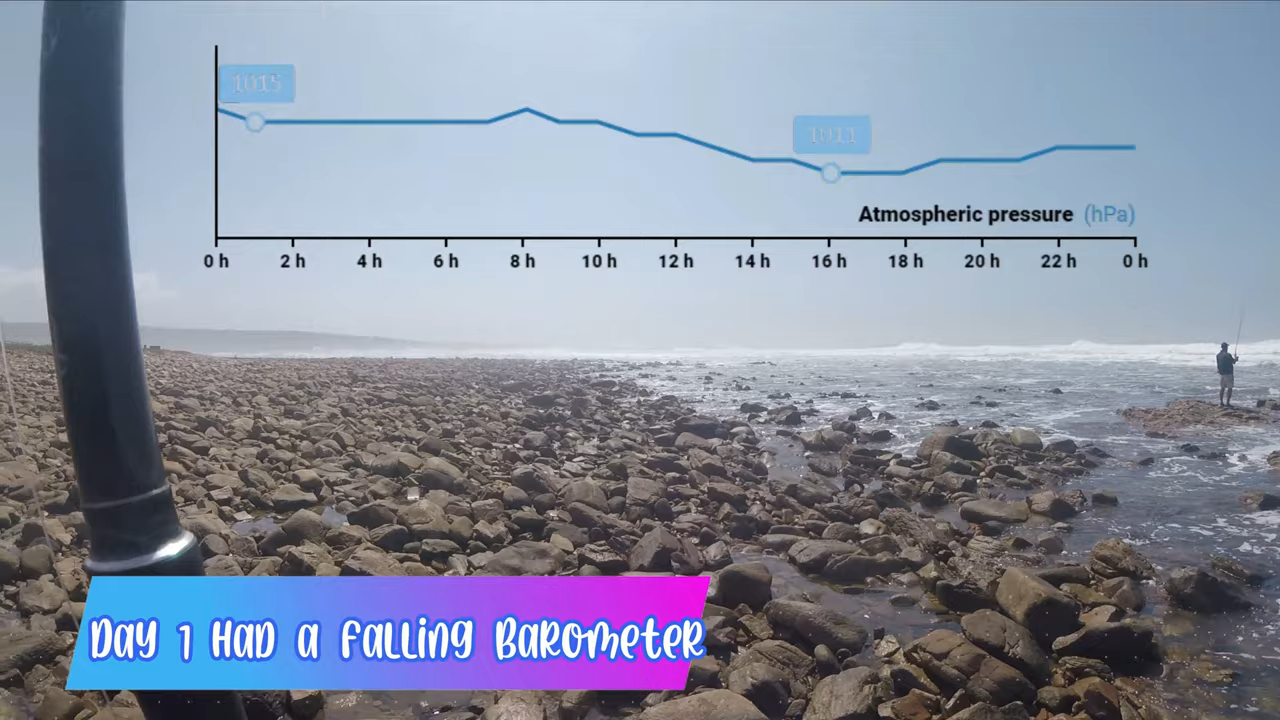 1015
1011
Atmospheric pressure (hPa)
0 h 2 h 4 h 6 h 8 h 10 h 12 h 14 h 16 h 18 h 20 h 22 h 0 h
Day 1 Had a Falling Barometer